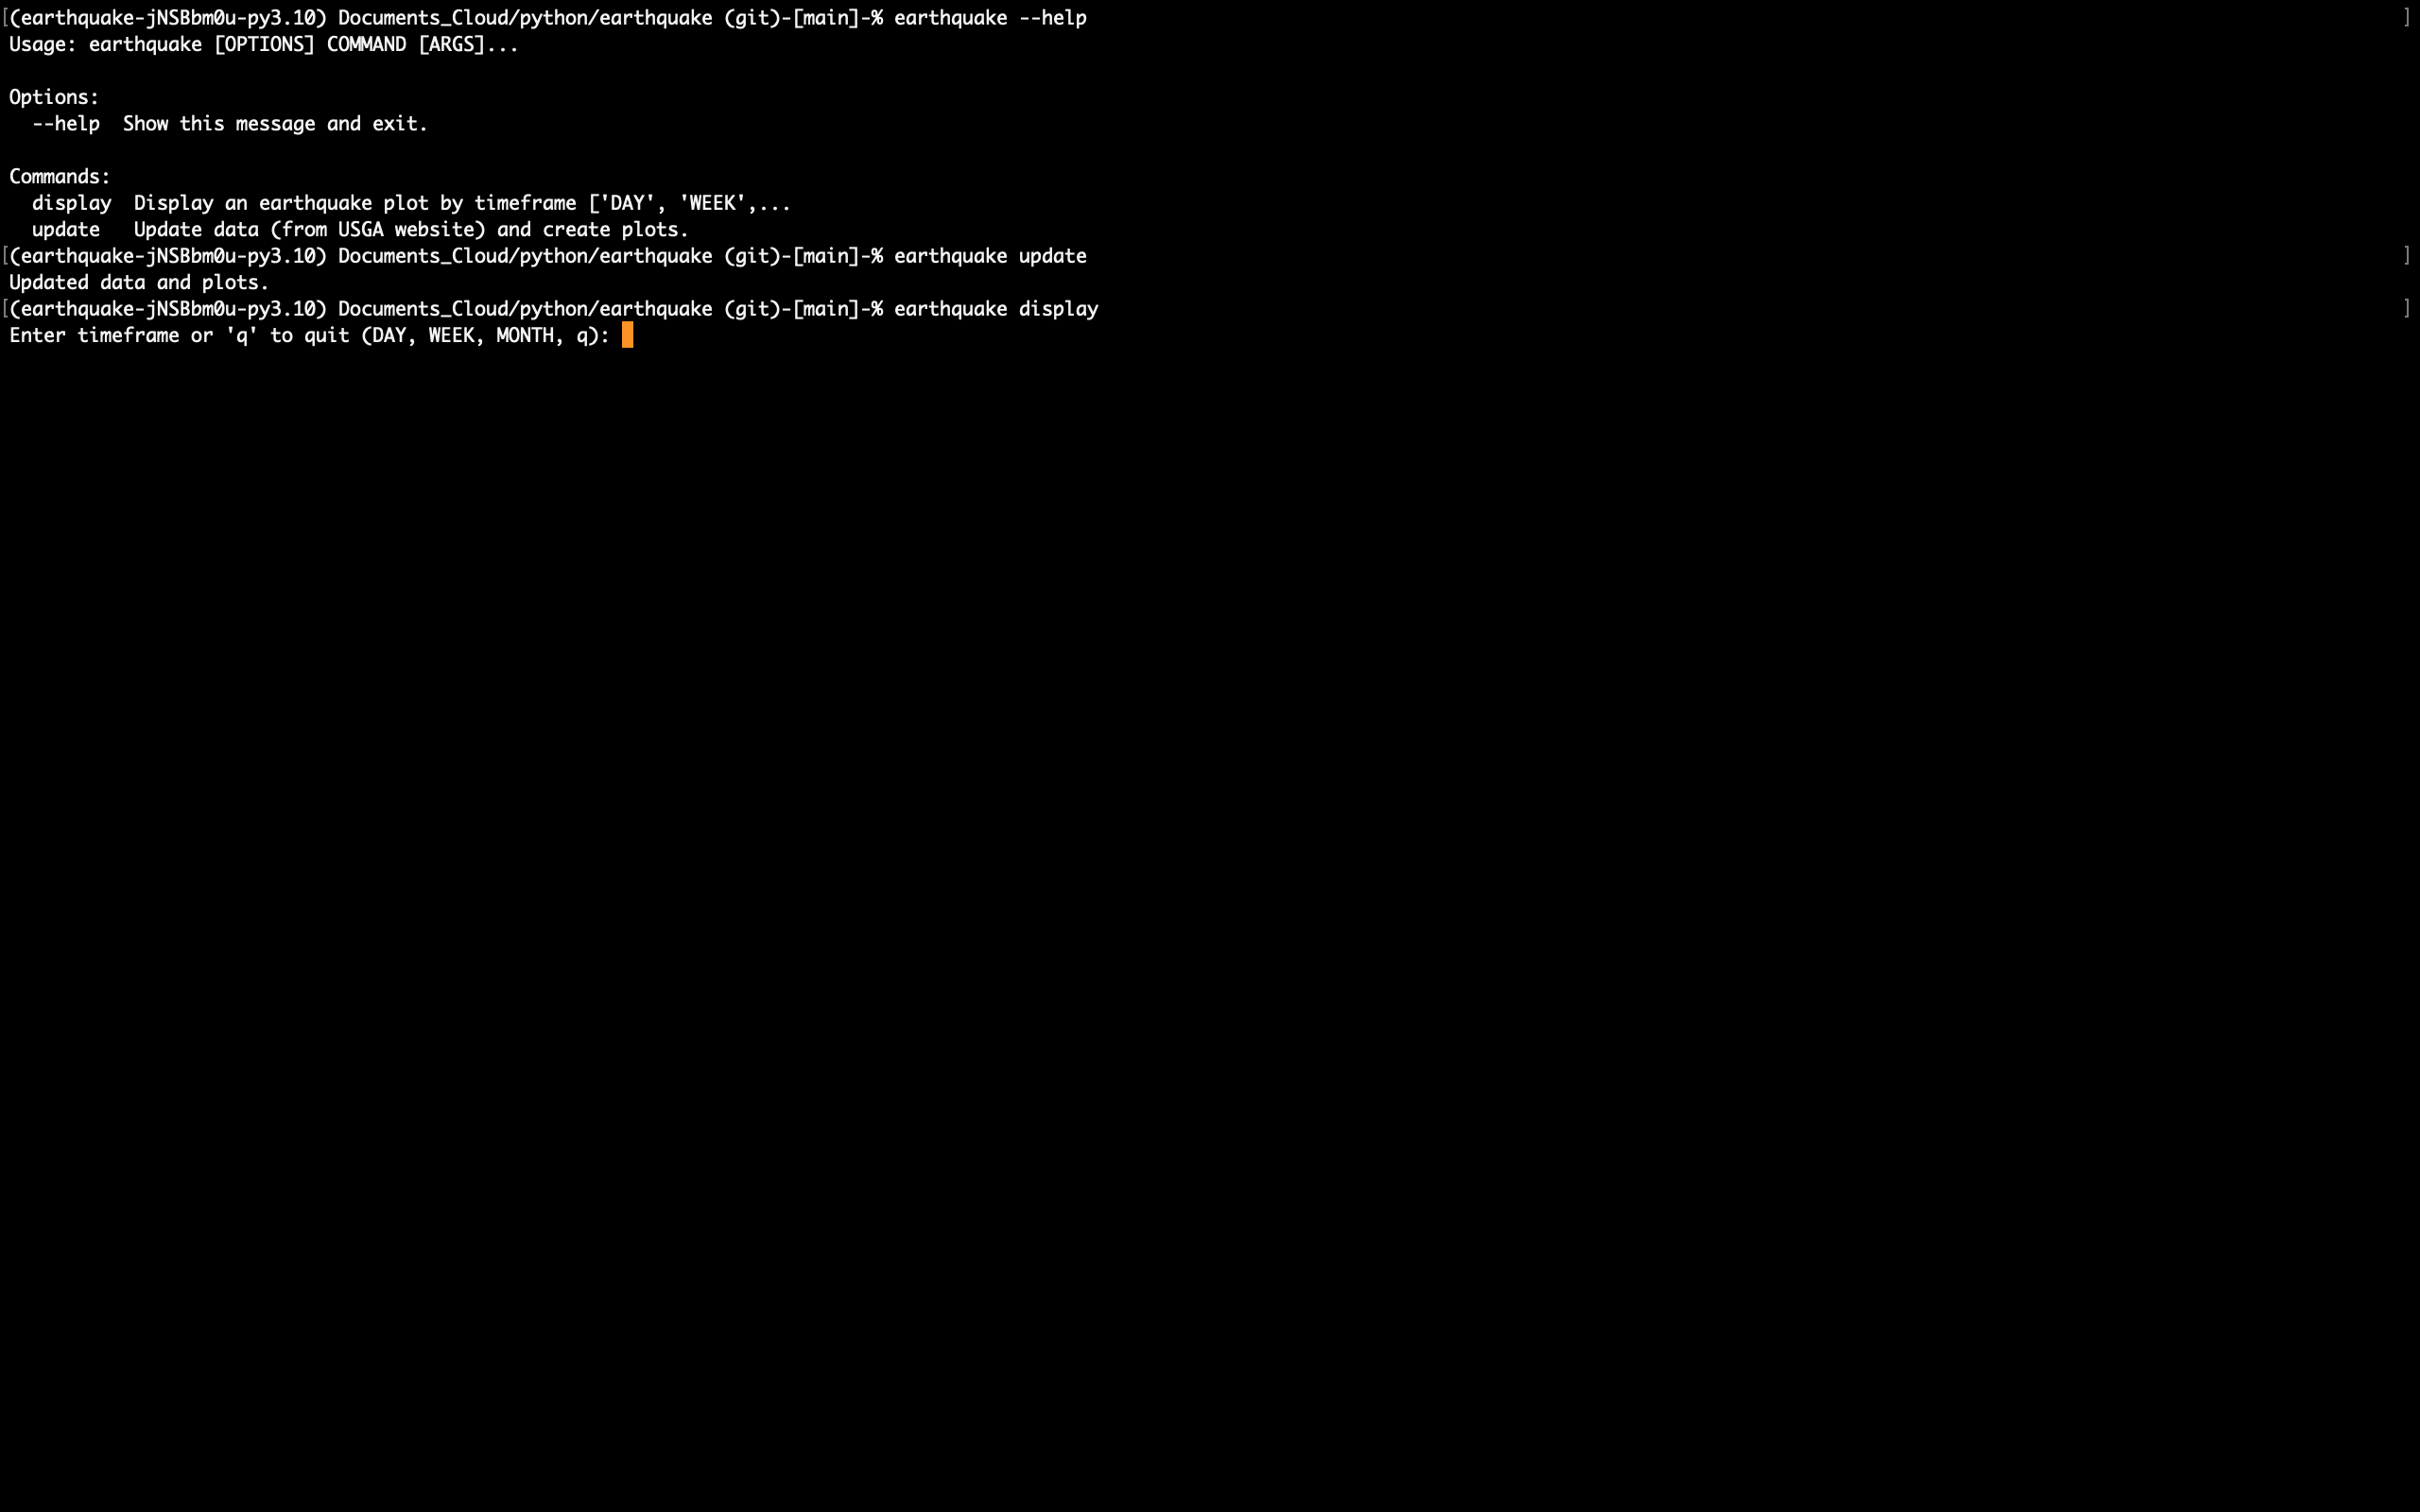 [(earthquake-jNSBbm0u-py3.10) Documents_Cloud/python/earthquake (git)-[main]-% earthquake --help ]
Usage: earthquake [OPTIONS] COMMAND [ARGS]...
Options:
--help  Show this message and exit.
Commands:
display  Display an earthquake plot by timeframe ['DAY', 'WEEK',...
update   Update data (from USGA website) and create plots.
[(earthquake-jNSBbm0u-py3.10) Documents_Cloud/python/earthquake (git)-[main]-% earthquake update ]
Updated data and plots.
[(earthquake-jNSBbm0u-py3.10) Documents_Cloud/python/earthquake (git)-[main]-% earthquake display ]
Enter timeframe or 'q' to quit (DAY, WEEK, MONTH, q):